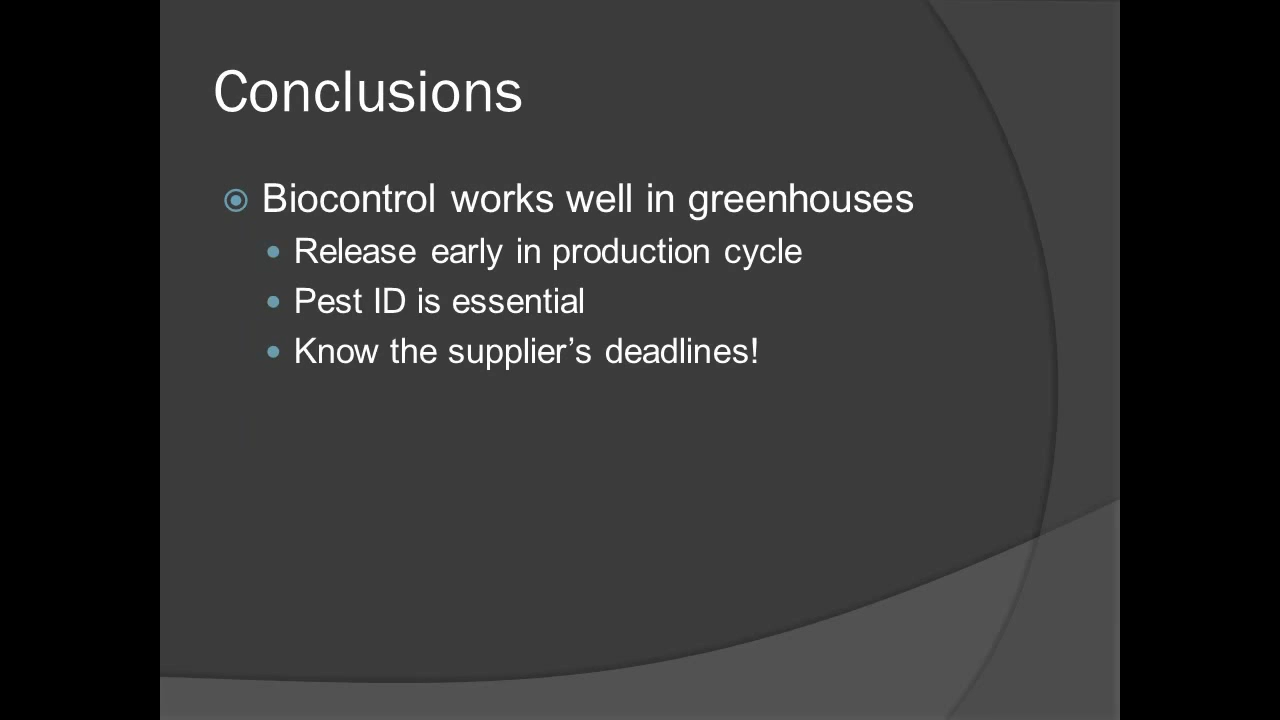 Conclusions
Biocontrol works well in greenhouses
Release early in production cycle
Pest ID is essential
Know the supplier’s deadlines!